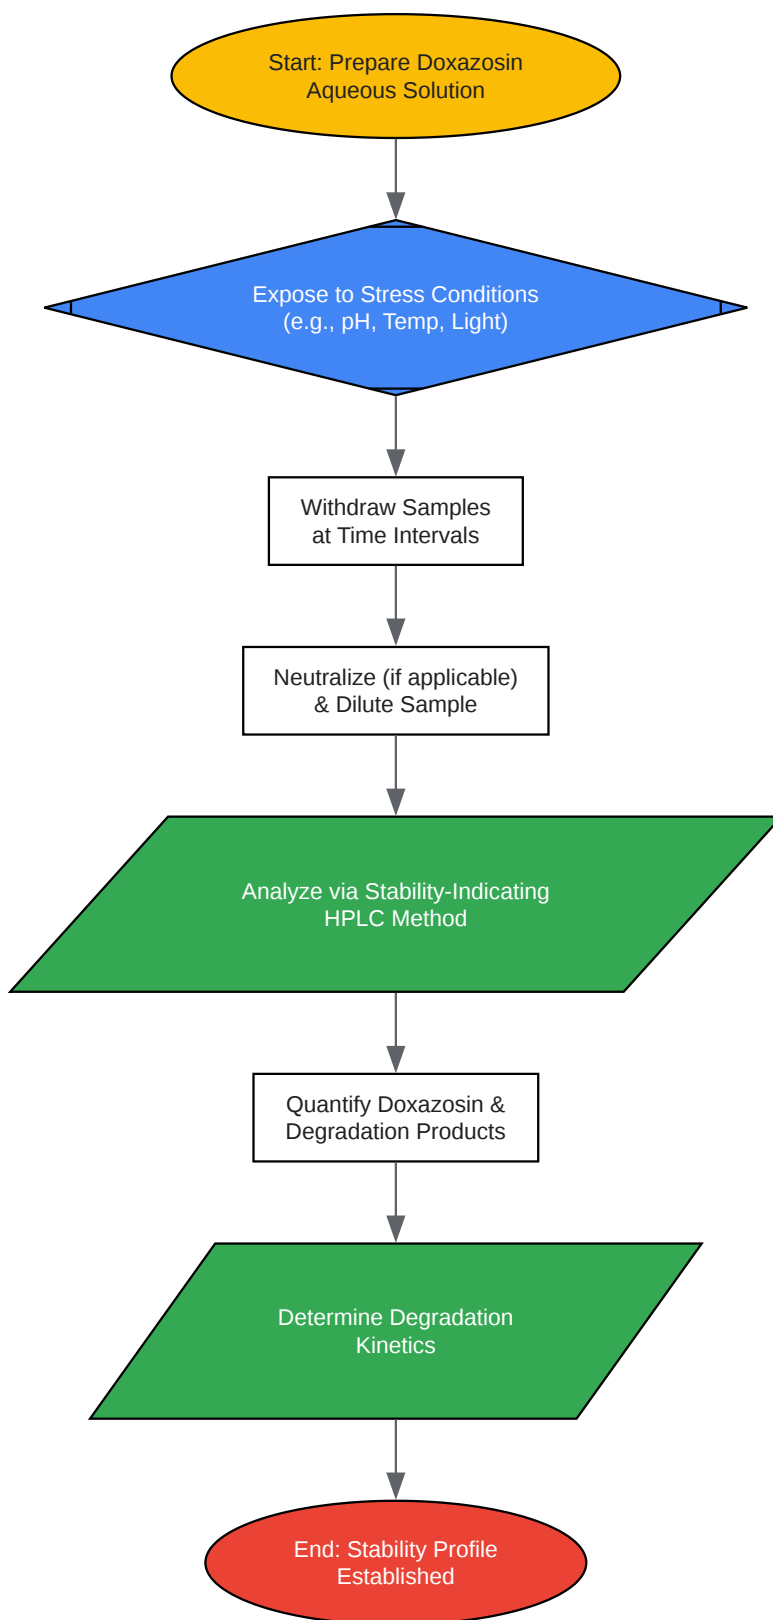 Start: Prepare Doxazosin
Aqueous Solution
Expose to Stress Conditions
(e.g., pH, Temp, Light)
Withdraw Samples
at Time Intervals
Neutralize (if applicable)
& Dilute Sample
Analyze via Stability-Indicating
HPLC Method
Quantify Doxazosin &
Degradation Products
Determine Degradation
Kinetics
End: Stability Profile
Established